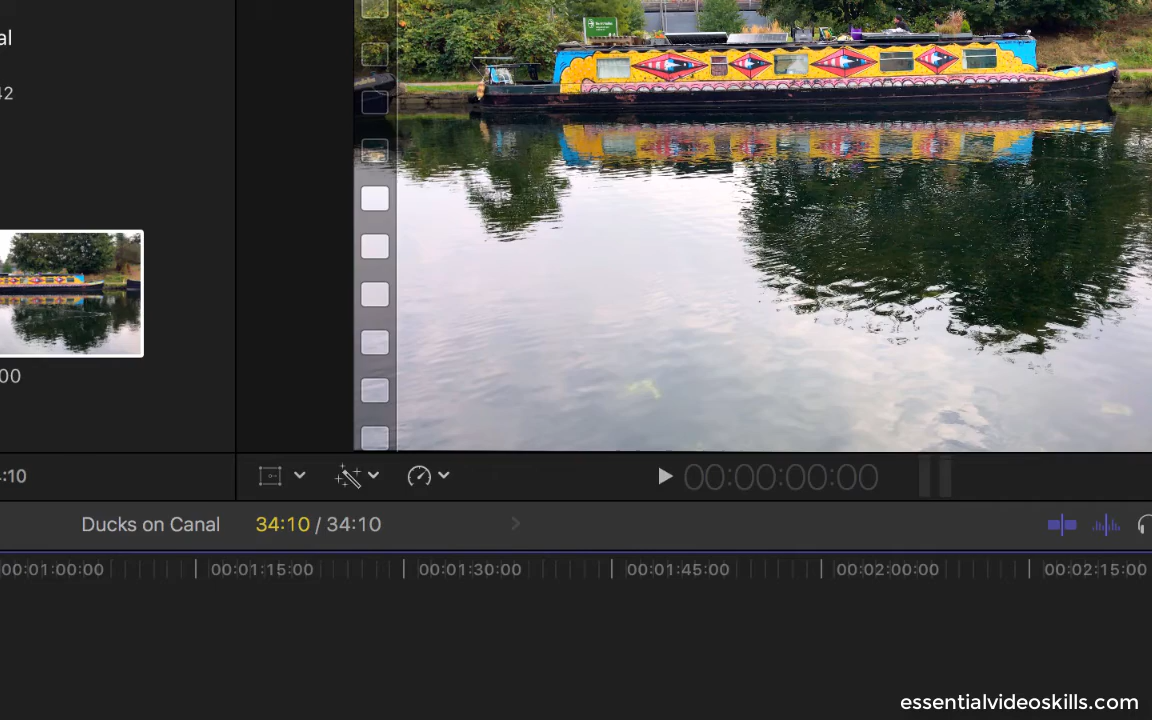 al
42
00
:10
00:00:00:00
Ducks on Canal
34:10 / 34:10
00:01:00:00
00:01:15:00
00:01:30:00
00:01:45:00
00:02:00:00
00:02:15:00
essentialvideoskills.com